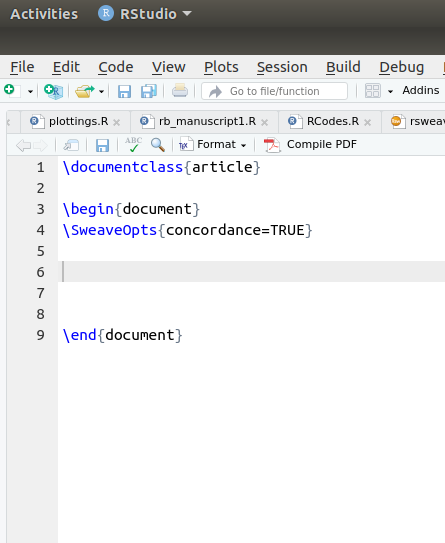 Activities RStudio
File Edit Code View Plots Session Build Debug
Go to file/function Addins
plottings.R rb_manuscript1.R RCodes.R rsweav
ABC Format Compile PDF
1 \documentclass{article}
2
3 \begin{document}
4 \SweaveOpts{concordance=TRUE}
5
6
7
8
9 \end{document}